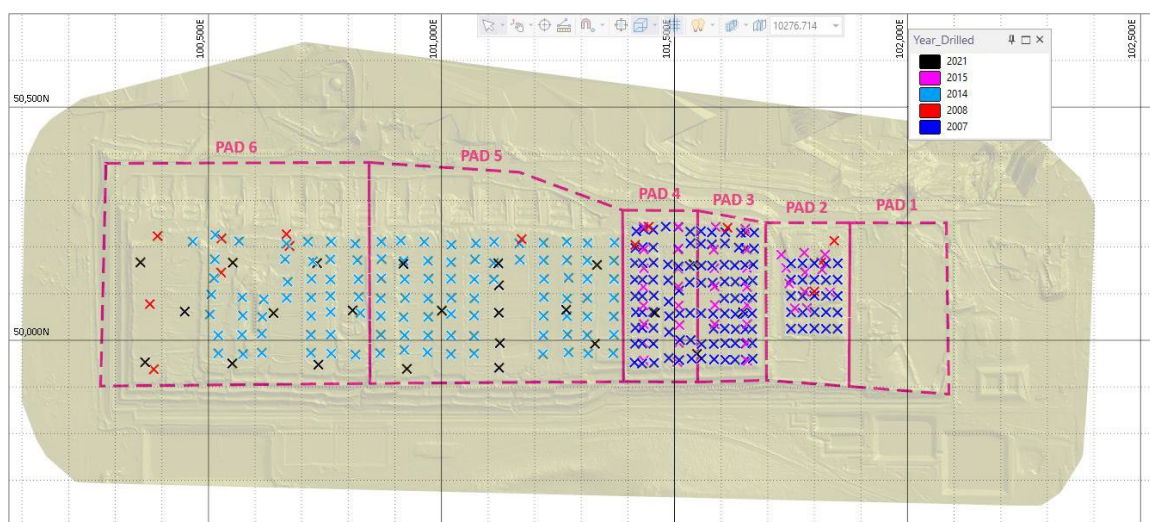 100,500E
101,000E
101,500E
102,000E
102,500E
10276.714
Year_Drilled
2021
2015
2014
2008
2007
50,500N
PAD 6
PAD 5
PAD 4
PAD 3
PAD 2
PAD 1
50,000N